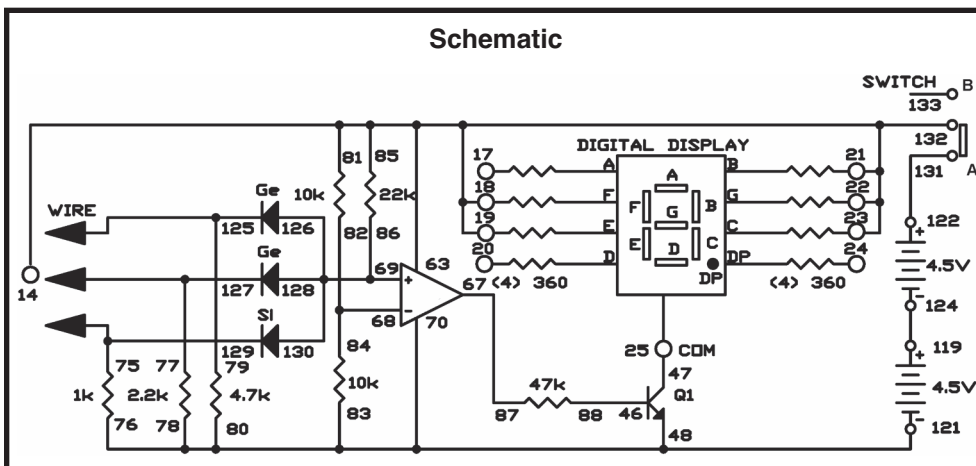 Schematic
SWITCH B
133
132
A
131
DIGITAL DISPLAY
17 A B 21
18 F G 22
19 E C 23
20 D DP 24
A
F B
G
E C
D
DP
(4) 360 (4) 360
81 85
10k 22k
82 86
WIRE
Ge
125 126
Ge
127 128
SI
129 130
14
69 + 63
68 - 70
67
84
10k
83
75 77 79
1k 2.2k 4.7k
76 78 80
25 COM
47
47k Q1
87 88 46
48
122
+
4.5V
-
124
119
+
4.5V
-
121